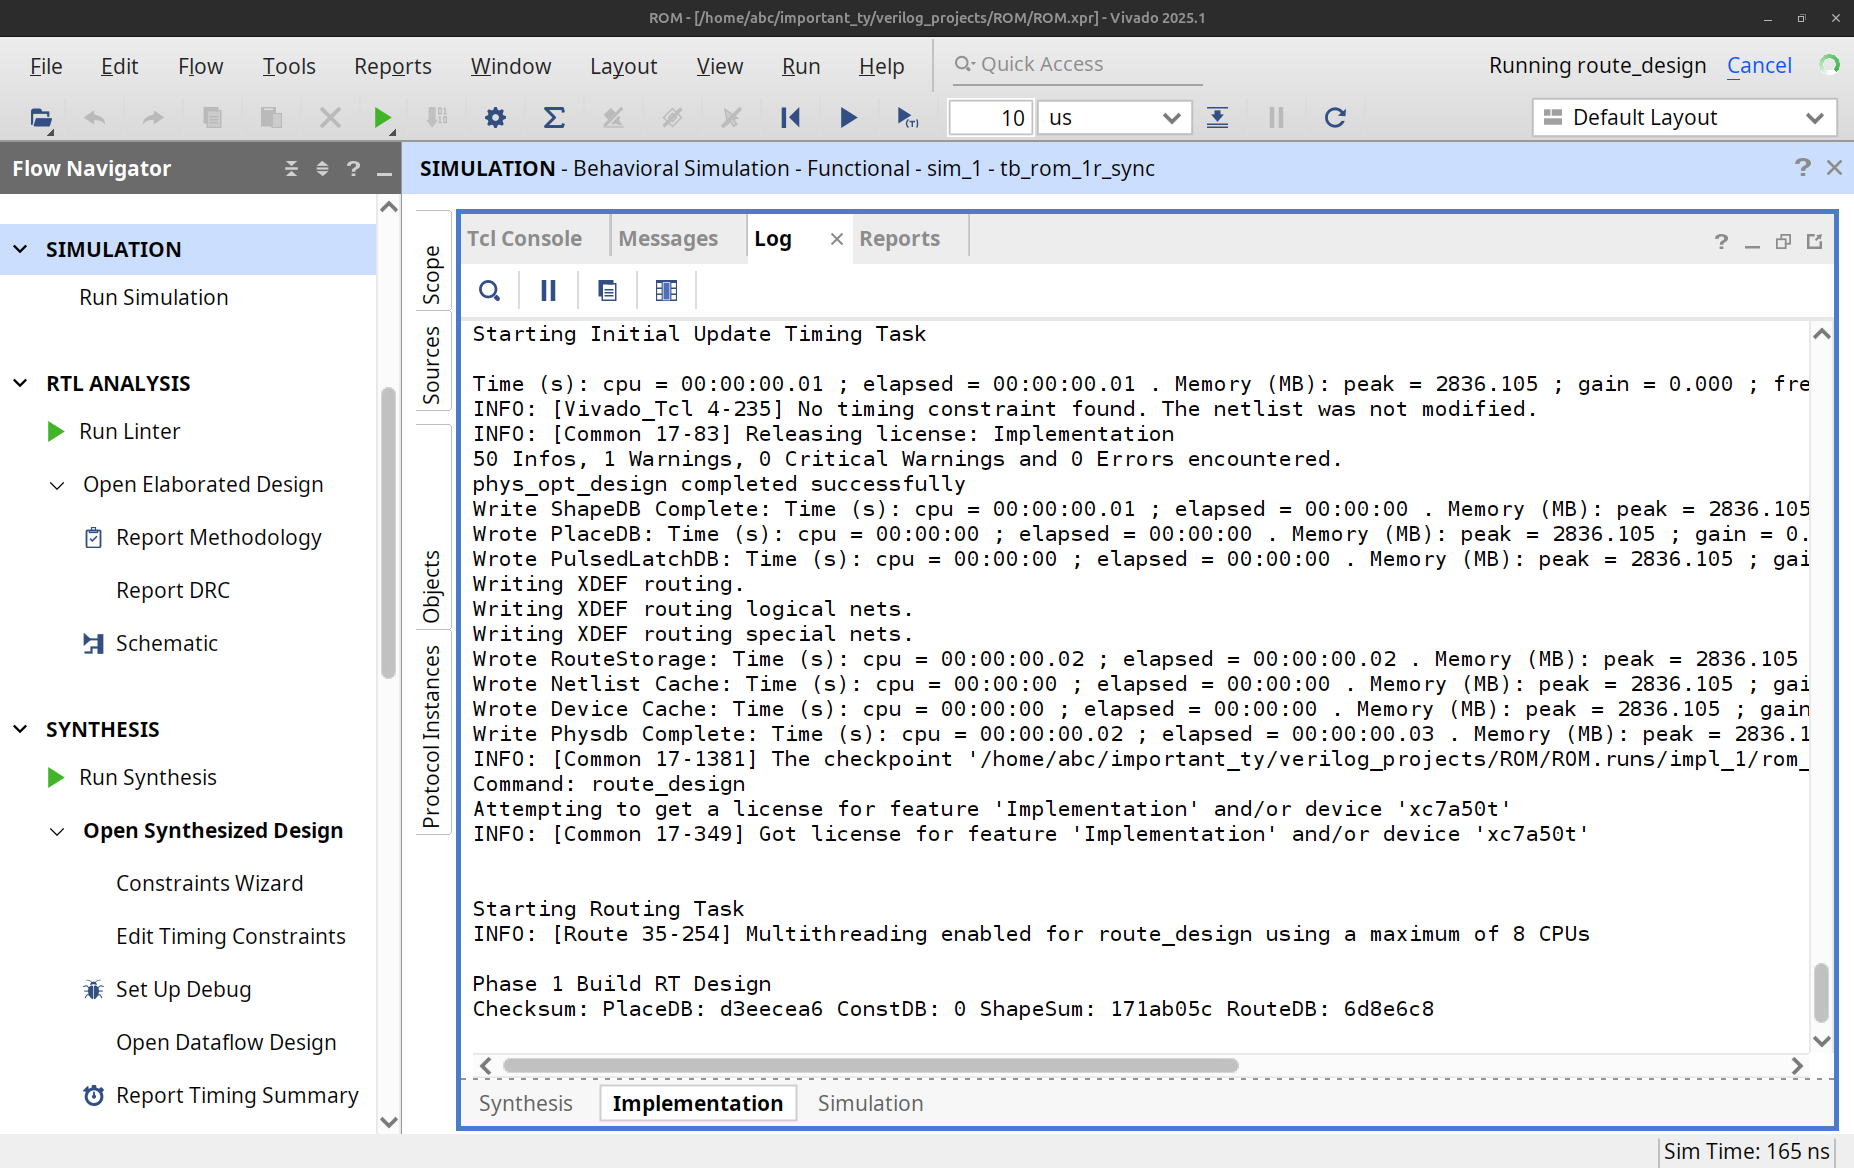 ROM - [/home/abc/important_ty/verilog_projects/ROM/ROM.xpr] - Vivado 2025.1
File Edit Flow Tools Reports Window Layout View Run Help
Quick Access
Running route_design Cancel
10 us
Default Layout
Flow Navigator
SIMULATION
Run Simulation
RTL ANALYSIS
Run Linter
Open Elaborated Design
Report Methodology
Report DRC
Schematic
SYNTHESIS
Run Synthesis
Open Synthesized Design
Constraints Wizard
Edit Timing Constraints
Set Up Debug
Open Dataflow Design
Report Timing Summary
SIMULATION - Behavioral Simulation - Functional - sim_1 - tb_rom_1r_sync
Scope
Sources
Objects
Protocol Instances
Tcl Console Messages Log Reports
Starting Initial Update Timing Task
Time (s): cpu = 00:00:00.01 ; elapsed = 00:00:00.01 . Memory (MB): peak = 2836.105 ; gain = 0.000 ; fre
INFO: [Vivado_Tcl 4-235] No timing constraint found. The netlist was not modified.
INFO: [Common 17-83] Releasing license: Implementation
50 Infos, 1 Warnings, 0 Critical Warnings and 0 Errors encountered.
phys_opt_design completed successfully
Write ShapeDB Complete: Time (s): cpu = 00:00:00.01 ; elapsed = 00:00:00 . Memory (MB): peak = 2836.105
Wrote PlaceDB: Time (s): cpu = 00:00:00 ; elapsed = 00:00:00 . Memory (MB): peak = 2836.105 ; gain = 0.
Wrote PulsedLatchDB: Time (s): cpu = 00:00:00 ; elapsed = 00:00:00 . Memory (MB): peak = 2836.105 ; gai
Writing XDEF routing.
Writing XDEF routing logical nets.
Writing XDEF routing special nets.
Wrote RouteStorage: Time (s): cpu = 00:00:00.02 ; elapsed = 00:00:00.02 . Memory (MB): peak = 2836.105
Wrote Netlist Cache: Time (s): cpu = 00:00:00 ; elapsed = 00:00:00 . Memory (MB): peak = 2836.105 ; gai
Wrote Device Cache: Time (s): cpu = 00:00:00 ; elapsed = 00:00:00 . Memory (MB): peak = 2836.105 ; gain
Write Physdb Complete: Time (s): cpu = 00:00:00.02 ; elapsed = 00:00:00.03 . Memory (MB): peak = 2836.1
INFO: [Common 17-1381] The checkpoint '/home/abc/important_ty/verilog_projects/ROM/ROM.runs/impl_1/rom_
Command: route_design
Attempting to get a license for feature 'Implementation' and/or device 'xc7a50t'
INFO: [Common 17-349] Got license for feature 'Implementation' and/or device 'xc7a50t'
Starting Routing Task
INFO: [Route 35-254] Multithreading enabled for route_design using a maximum of 8 CPUs
Phase 1 Build RT Design
Checksum: PlaceDB: d3eecea6 ConstDB: 0 ShapeSum: 171ab05c RouteDB: 6d8e6c8
Synthesis Implementation Simulation
Sim Time: 165 ns